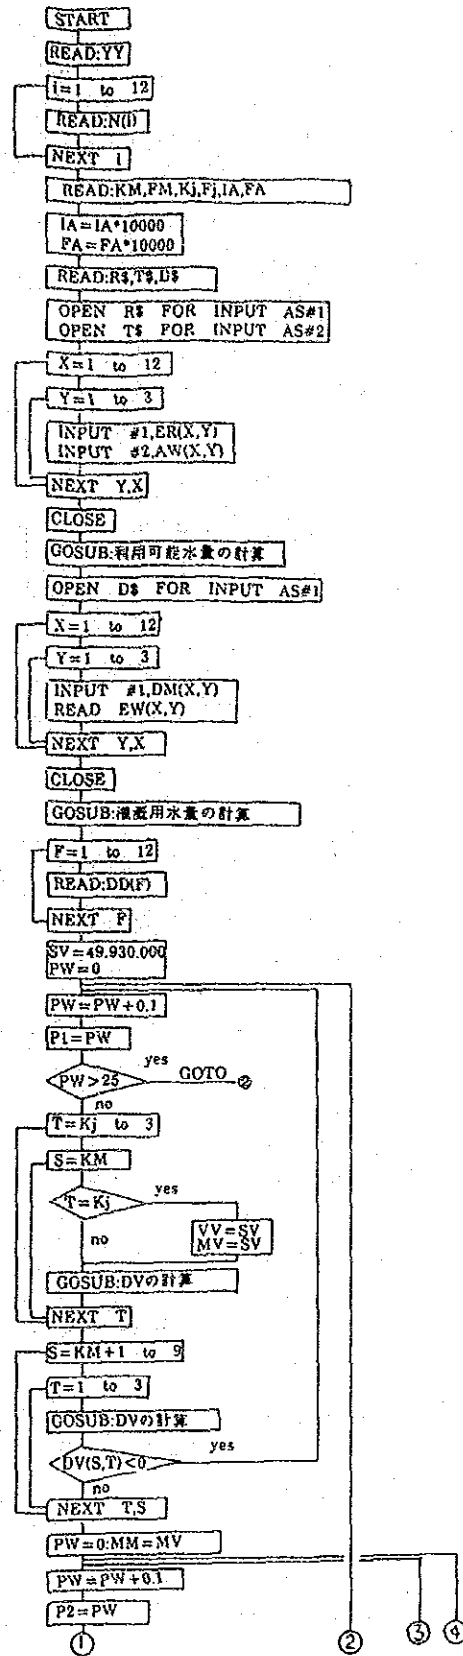 START
READ:YY
i=1 to 12
READ:N(I)
NEXT I
READ:KM,FM,Kj,Fj,IA,FA
IA=IA*10000
FA=FA*10000
READ:R$,T$,D$
OPEN R$ FOR INPUT AS#1
OPEN T$ FOR INPUT AS#2
X=1 to 12
Y=1 to 3
INPUT #1,ER(X,Y)
INPUT #2,AW(X,Y)
NEXT Y,X
CLOSE
GOSUB:利用可能水量の計算
OPEN D$ FOR INPUT AS#1
X=1 to 12
Y=1 to 3
INPUT #1,DM(X,Y)
READ EW(X,Y)
NEXT Y,X
CLOSE
GOSUB:灌漑用水量の計算
F=1 to 12
READ:DD(F)
NEXT F
SV=49.930.000
PW=0
PW=PW+0.1
P1=PW
PW>25 yes GOTO ②
no
T=Kj to 3
S=KM
T=Kj yes
VV=SV
MV=SV
no
GOSUB:DVの計算
NEXT T
S=KM+1 to 9
T=1 to 3
GOSUB:DVの計算
DV(S,T)<0 yes
no
NEXT T,S
PW=0:MM=MV
PW=PW+0.1
P2=PW
① ② ③ ④